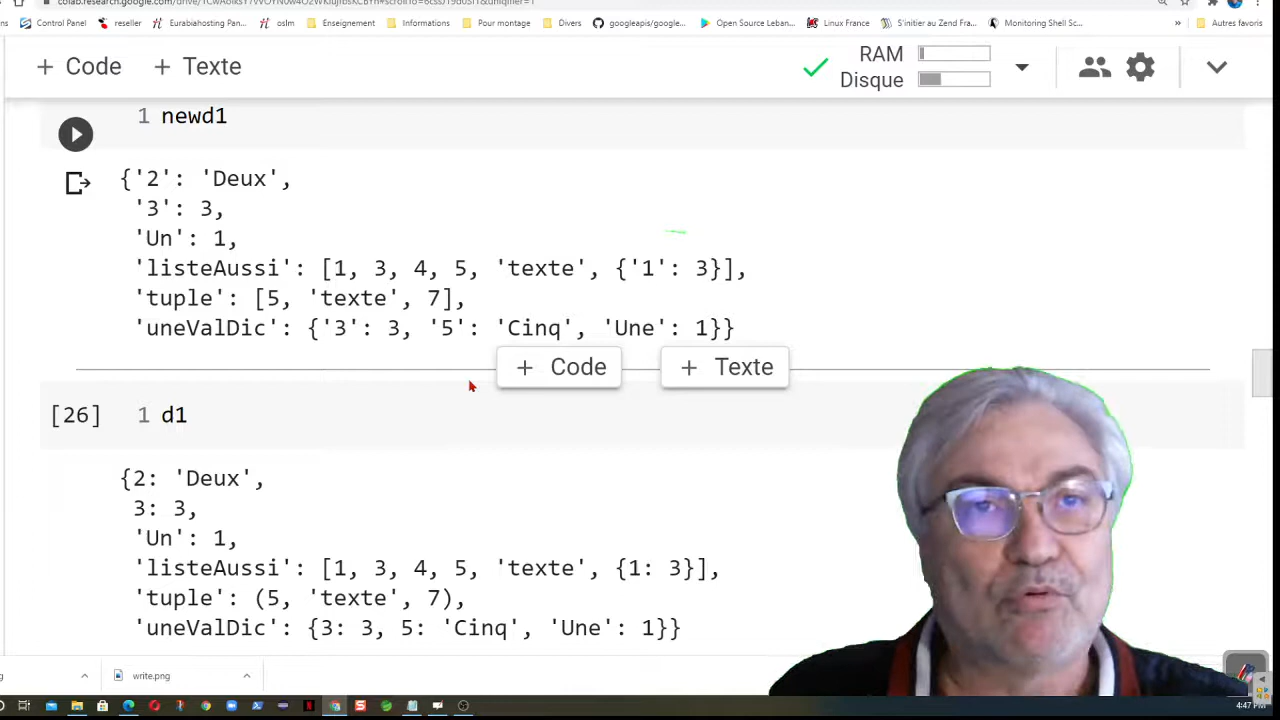 Control Panel
reseller
Eurabiahosting Pan...
oslm
Enseignement
Informations
Pour montage
Divers
googleapis/google...
Open Source Leban...
Linux France
S'initier au Zend Fra...
Monitoring Shell Sc...
»
Autres favoris
+ Code + Texte
RAM
Disque
1 newd1
{'2': 'Deux',
'3': 3,
'Un': 1,
'listeAussi': [1, 3, 4, 5, 'texte', {'1': 3}],
'tuple': [5, 'texte', 7],
'uneValDic': {'3': 3, '5': 'Cinq', 'Une': 1}}
+ Code + Texte
[26] 1 d1
{2: 'Deux',
3: 3,
'Un': 1,
'listeAussi': [1, 3, 4, 5, 'texte', {1: 3}],
'tuple': (5, 'texte', 7),
'uneValDic': {3: 3, 5: 'Cinq', 'Une': 1}}
write.png
4:47 PM